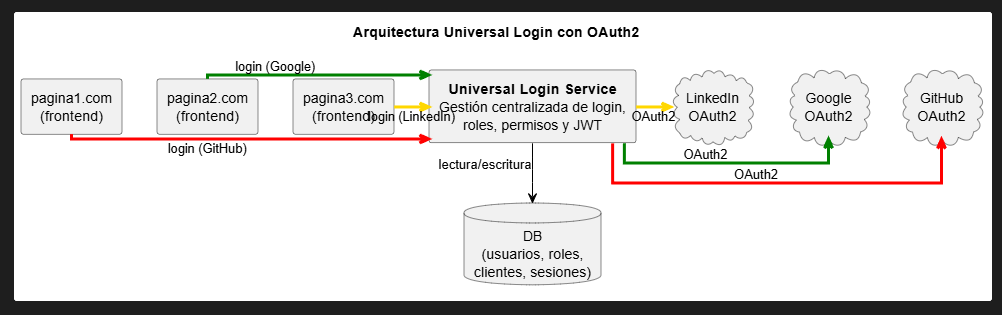 Arquitectura Universal Login con OAuth2
login (Google)
pagina1.com
(frontend)
pagina2.com
(frontend)
pagina3.com
(frontend)
login (LinkedIn)
login (GitHub)
Universal Login Service
Gestión centralizada de login,
roles, permisos y JWT
OAuth2
LinkedIn
OAuth2
Google
OAuth2
GitHub
OAuth2
OAuth2
OAuth2
lectura/escritura
DB
(usuarios, roles,
clientes, sesiones)